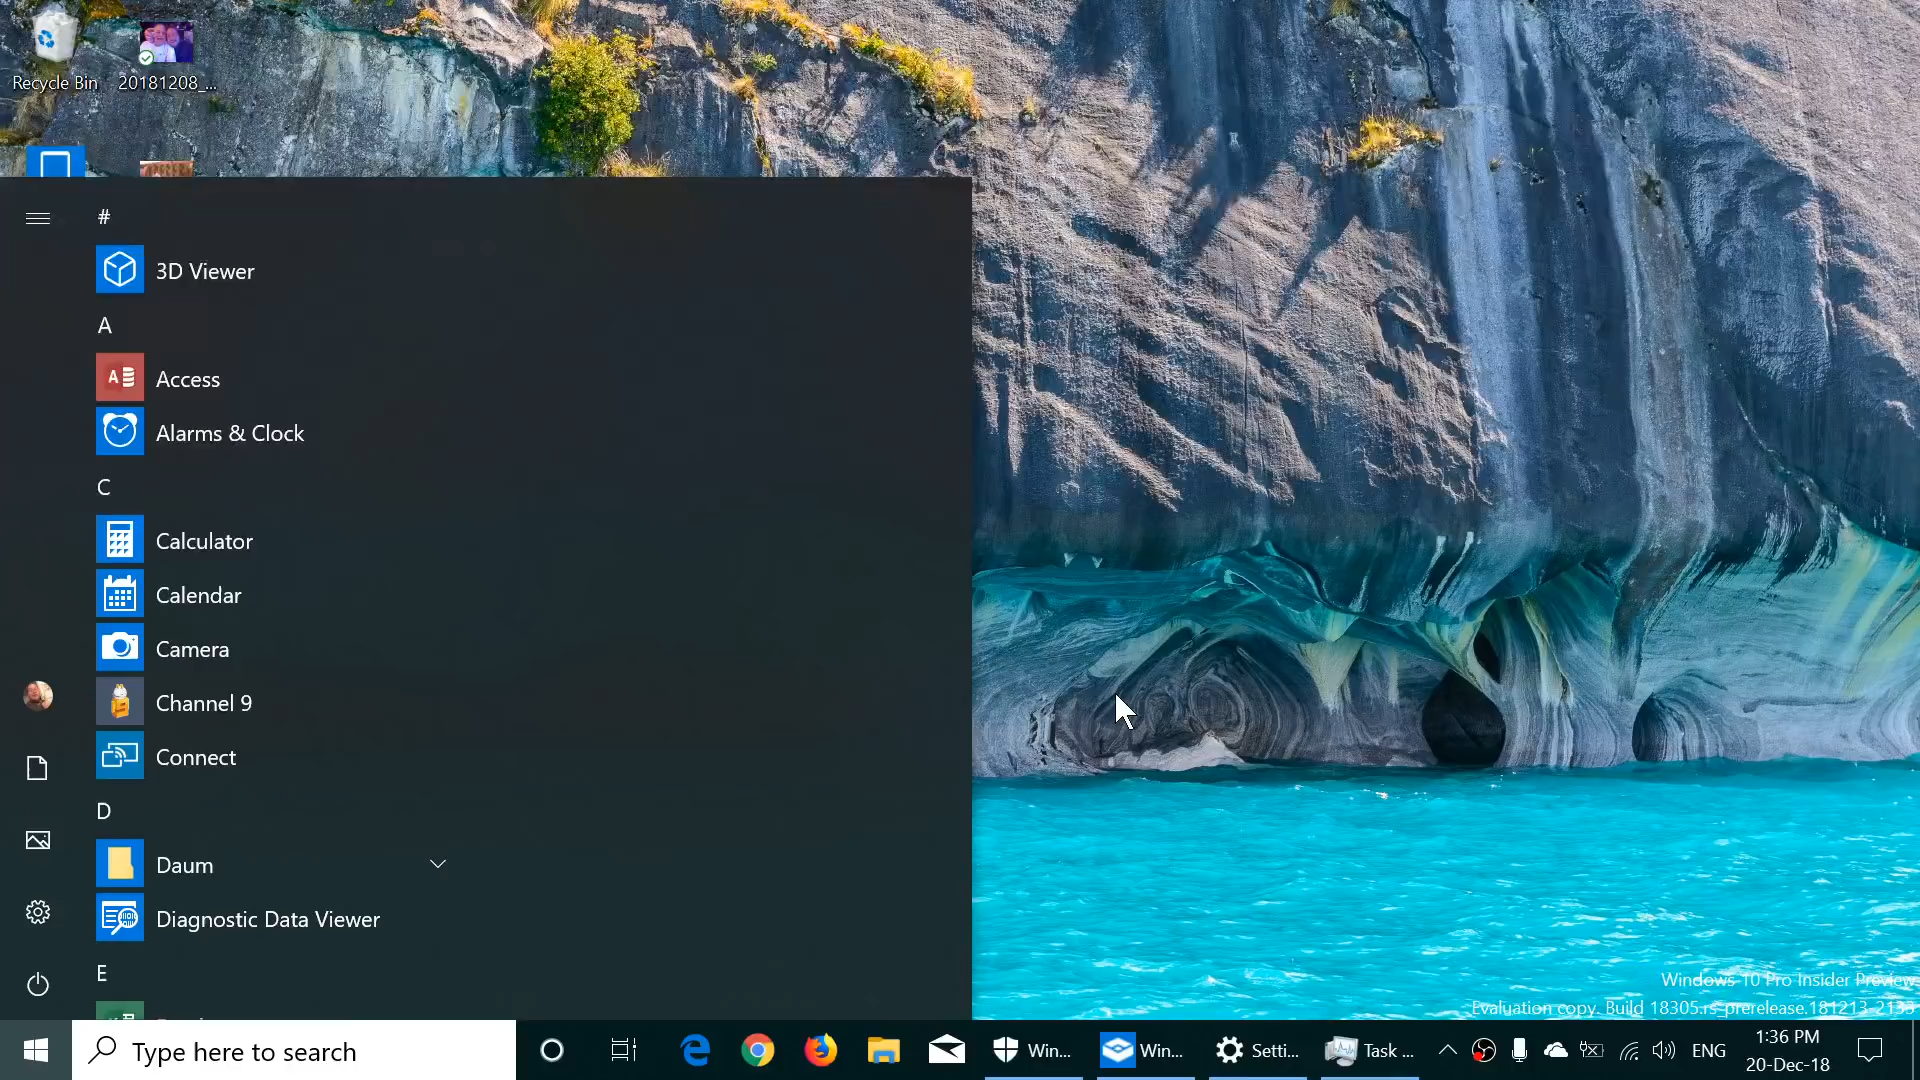 Recycle Bin
20181208_...
#
3D Viewer
A
Access
Alarms & Clock
C
Calculator
Calendar
Camera
Channel 9
Connect
D
Daum
Diagnostic Data Viewer
E
Windows 10 Pro Insider Preview
Evaluation copy. Build 18305.rs_prerelease.181213-2133
Type here to search
Win...
Win...
Setti...
Task ...
ENG
1:36 PM
20-Dec-18